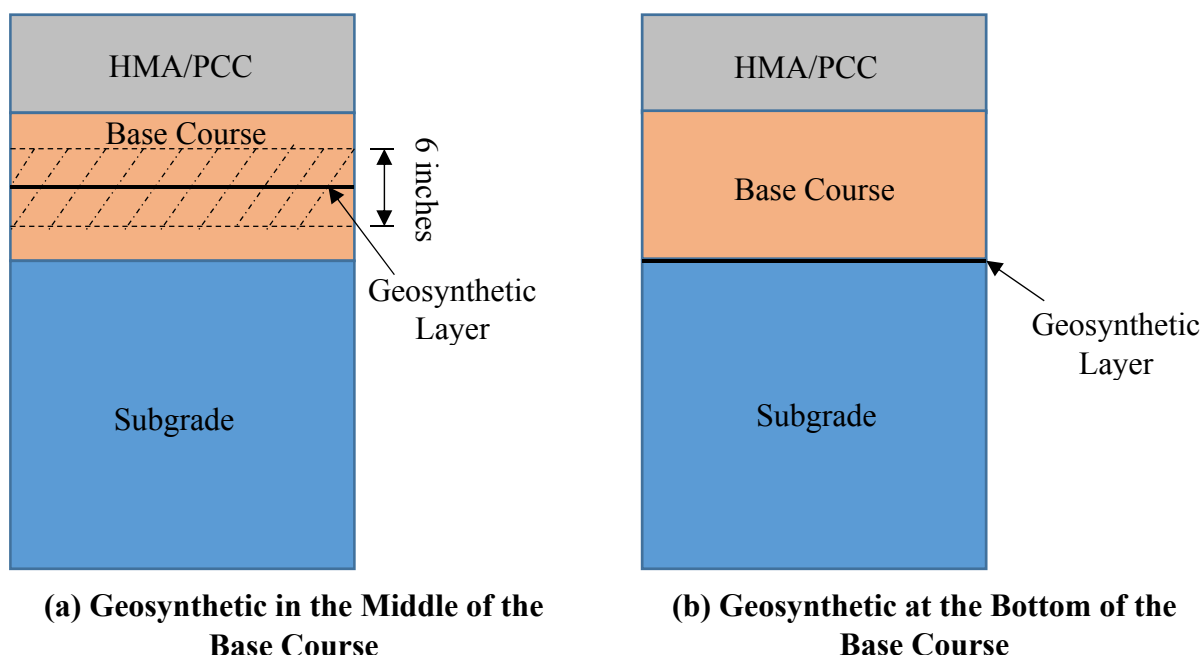 HMA/PCC
Base Course
6 inches
Geosynthetic
Layer
Subgrade
(a) Geosynthetic in the Middle of the
Base Course
HMA/PCC
Base Course
Geosynthetic
Layer
Subgrade
(b) Geosynthetic at the Bottom of the
Base Course